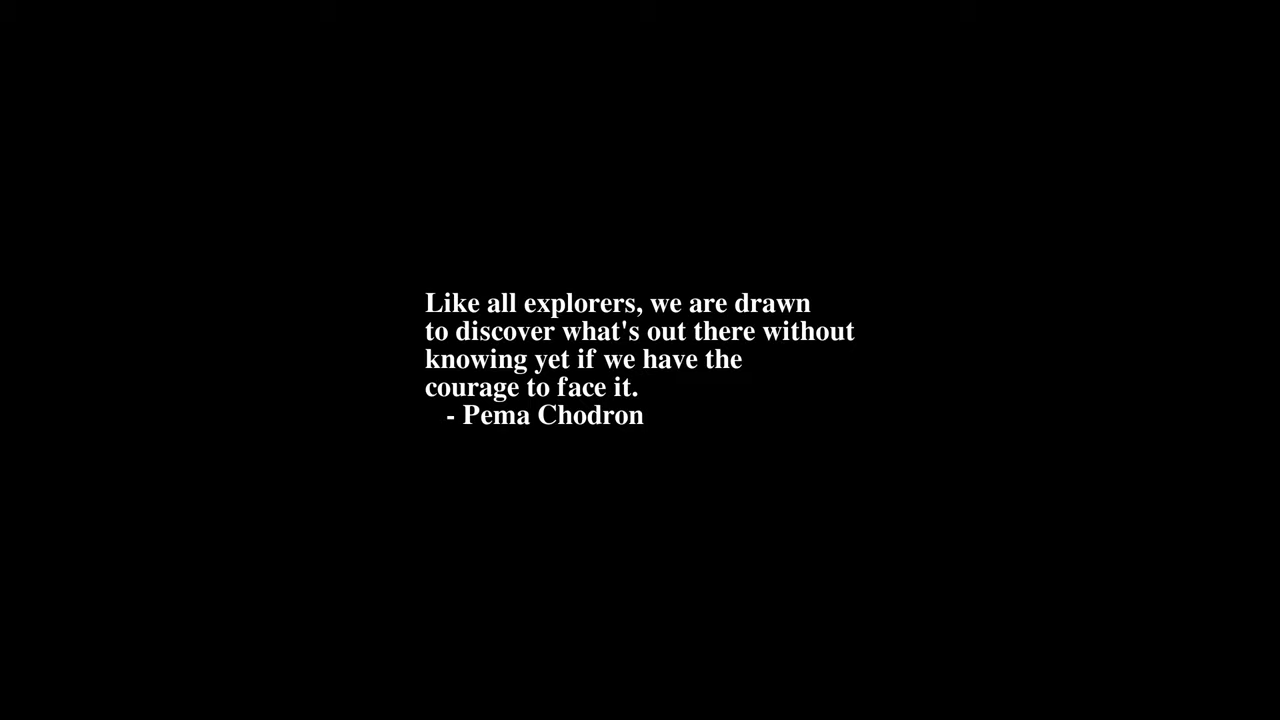 Like all explorers, we are drawn
to discover what's out there without
knowing yet if we have the
courage to face it.
- Pema Chodron